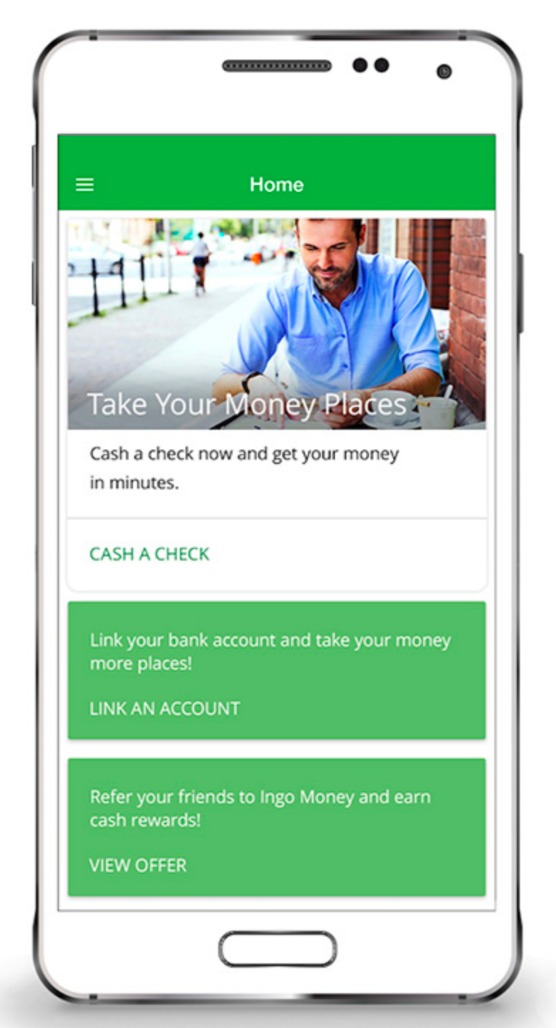 Home
Take Your Money Places
Cash a check now and get your money
in minutes.
CASH A CHECK
Link your bank account and take your money
more places!
LINK AN ACCOUNT
Refer your friends to Ingo Money and earn
cash rewards!
VIEW OFFER